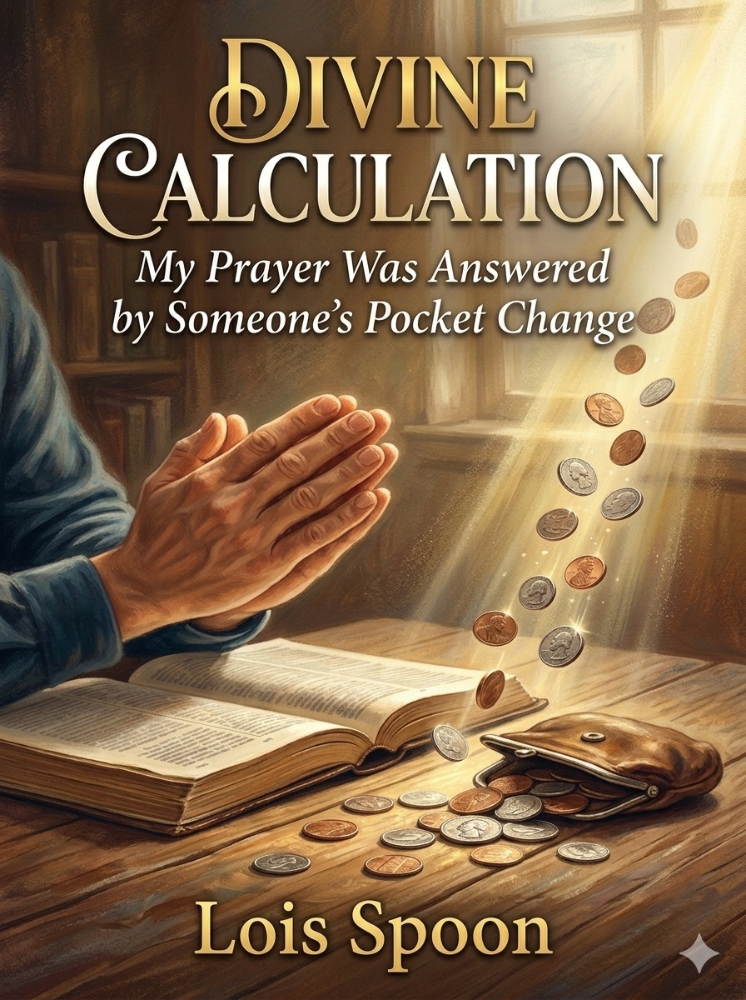 Divine
Calculation
My Prayer Was Answered
by Someone's Pocket Change
Lois Spoon